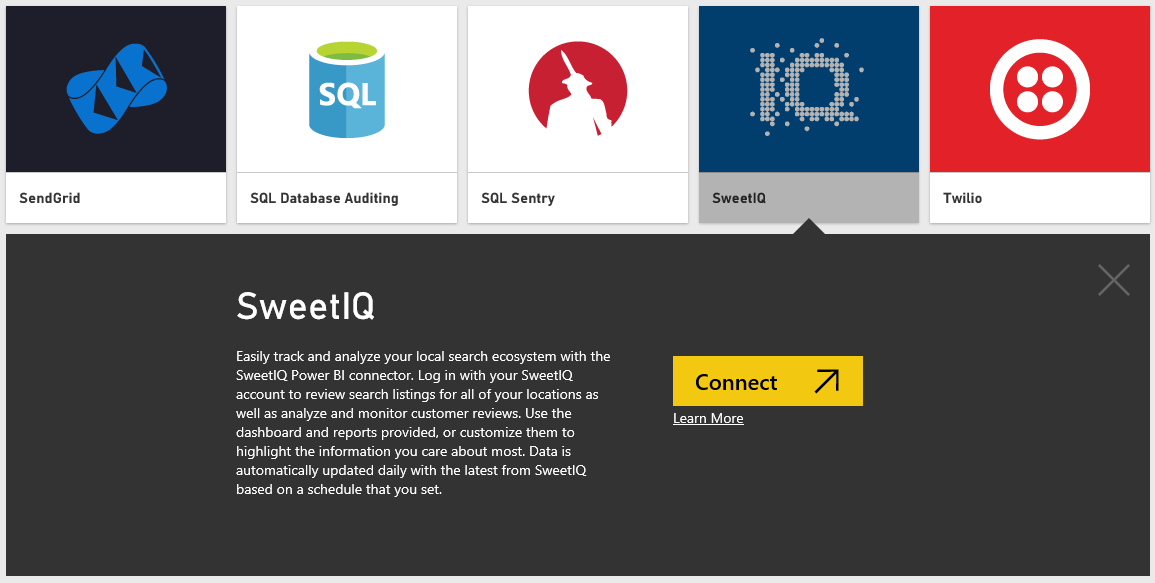 SQL
IQ
SendGrid
SQL Database Auditing
SQL Sentry
SweetIQ
Twilio
SweetIQ
Easily track and analyze your local search ecosystem with the
SweetIQ Power BI connector. Log in with your SweetIQ
account to review search listings for all of your locations as
well as analyze and monitor customer reviews. Use the
dashboard and reports provided, or customize them to
highlight the information you care about most. Data is
automatically updated daily with the latest from SweetIQ
based on a schedule that you set.
Connect
Learn More